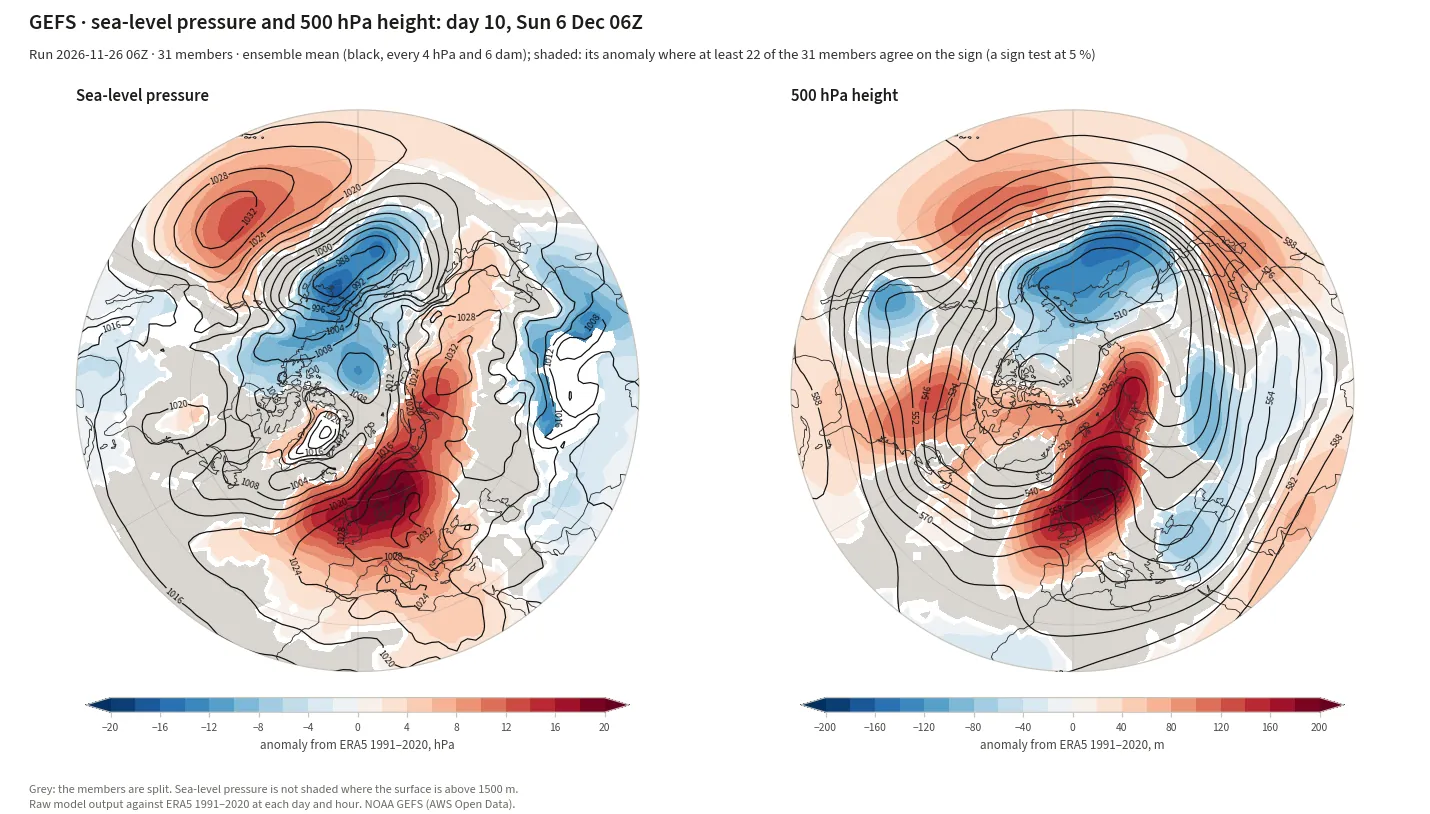 GEFS · sea-level pressure and 500 hPa height: day 10, Sun 6 Dec 06Z
Run 2026-11-26 06Z · 31 members · ensemble mean (black, every 4 hPa and 6 dam); shaded: its anomaly where at least 22 of the 31 members agree on the sign (a sign test at 5 %)
Sea-level pressure
500 hPa height
−20 −16 −12 −8 −4 0 4 8 12 16 20
anomaly from ERA5 1991–2020, hPa
−200 −160 −120 −80 −40 0 40 80 120 160 200
anomaly from ERA5 1991–2020, m
Grey: the members are split. Sea-level pressure is not shaded where the surface is above 1500 m.
Raw model output against ERA5 1991–2020 at each day and hour. NOAA GEFS (AWS Open Data).